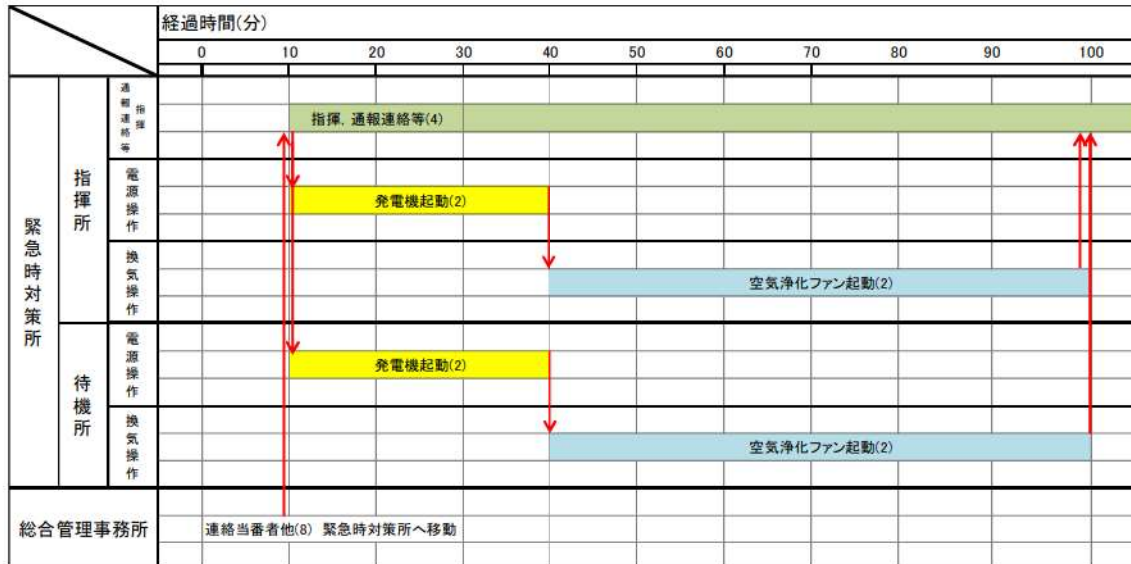 経過時間(分)
0 10 20 30 40 50 60 70 80 90 100
緊急時対策所
指揮所
指揮
通報連絡等
指揮，通報連絡等(4)
電源操作
発電機起動(2)
換気操作
空気浄化ファン起動(2)
待機所
電源操作
発電機起動(2)
換気操作
空気浄化ファン起動(2)
総合管理事務所
連絡当番者他(8) 緊急時対策所へ移動